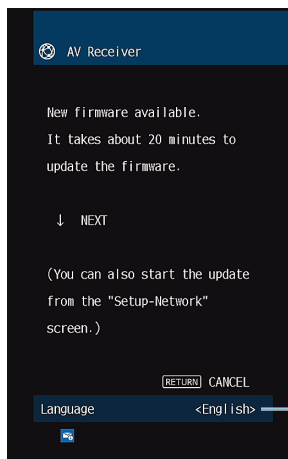 AV Receiver
New firmware available.
It takes about 20 minutes to
update the firmware.
↓ NEXT
(You can also start the update
from the "Setup-Network"
screen.)
RETURN CANCEL
Language <English>